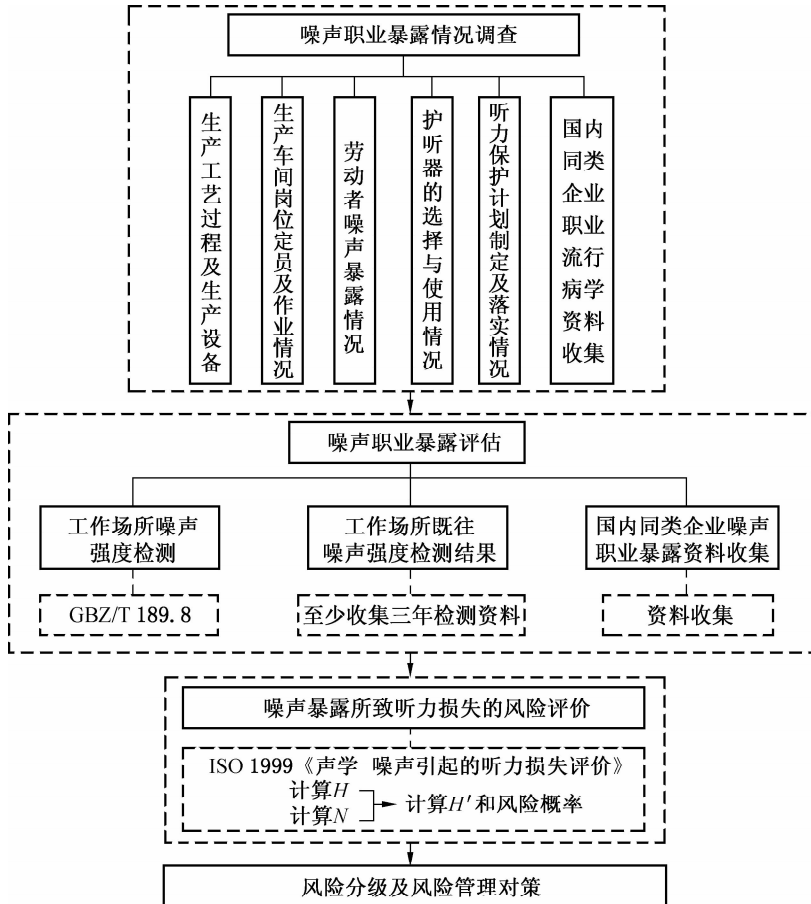 噪声职业暴露情况调查
生产工艺过程及生产设备
生产车间岗位定员及作业情况
劳动者噪声暴露情况
护听器的选择与使用情况
听力保护计划制定及落实情况
国内
同类
企业
职业
流行
病学
资料
收集
噪声职业暴露评估
工作场所噪声
强度检测
工作场所既往
噪声强度检测结果
国内同类企业噪声
职业暴露资料收集
GBZ/T 189.8
至少收集三年检测资料
资料收集
噪声暴露所致听力损失的风险评价
ISO 1999《声学 噪声引起的听力损失评价》
计算H
计算N
计算H′和风险概率
风险分级及风险管理对策